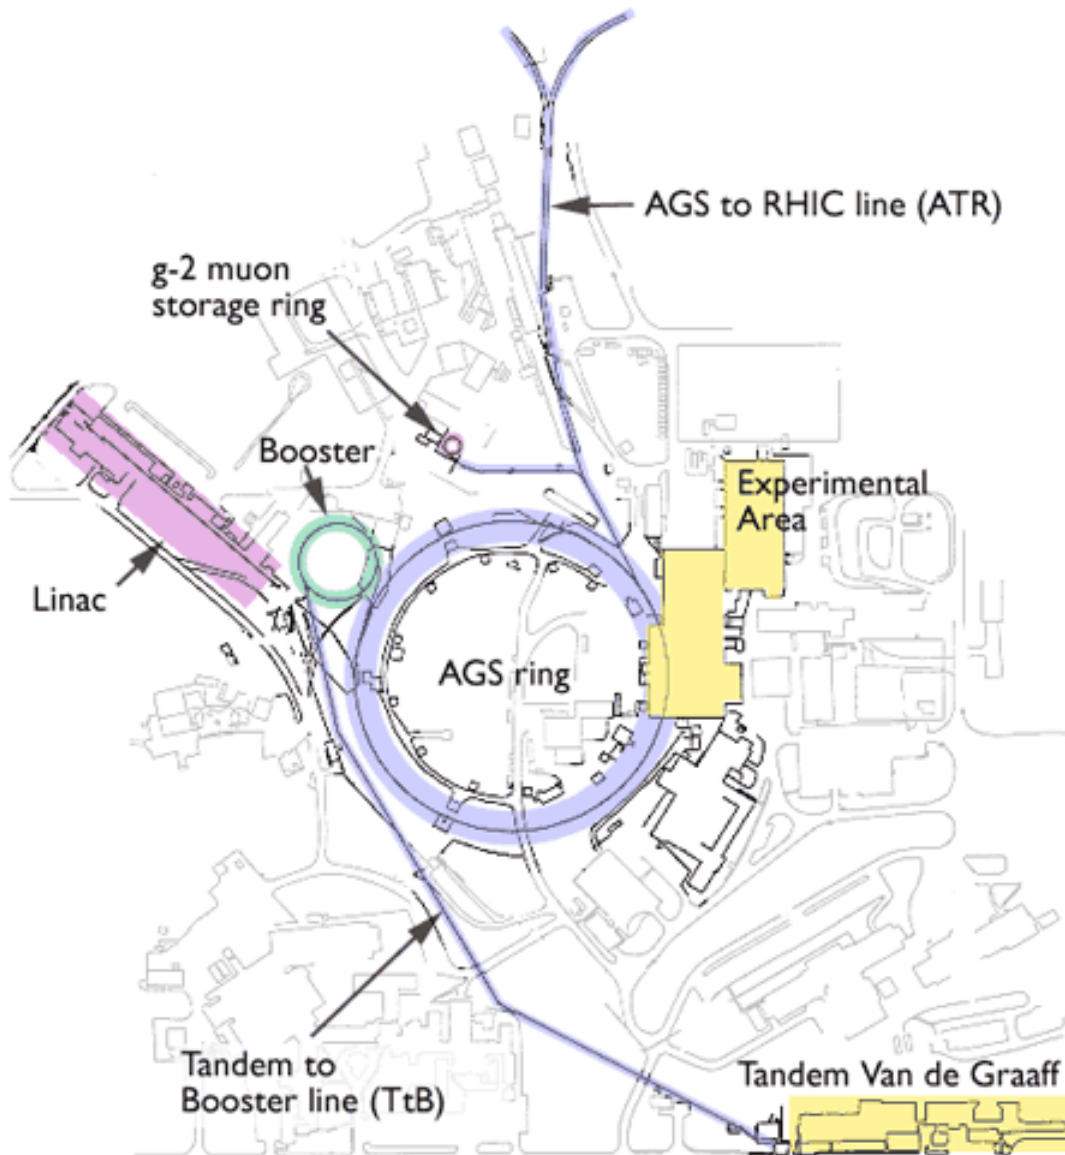 AGS to RHIC line (ATR)
g-2 muon
storage ring
Booster
Experimental
Area
Linac
AGS ring
Tandem to
Booster line (TtB)
Tandem Van de Graaff